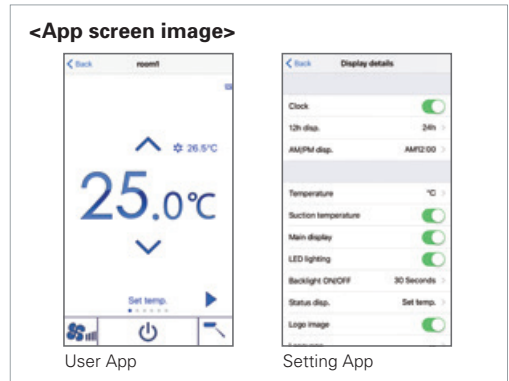 <App screen image>
Back room1
26.5°C
25.0°C
Set temp.
User App
Back Display details
Clock
12h disp. 24h
AM/PM disp. AM12:00
Temperature °C
Suction temperature
Main display
LED lighting
Backlight ON/OFF 30 Seconds
Status disp. Set temp.
Logo image
Setting App